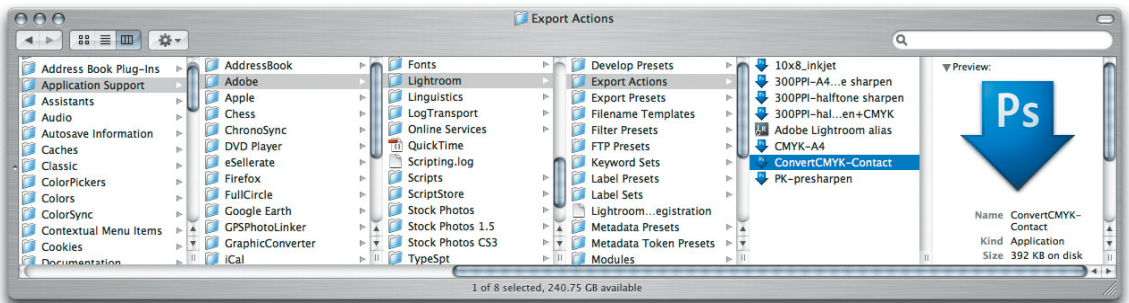 Export Actions
Address Book Plug-Ins
Application Support
Assistants
Audio
Autosave Information
Caches
Classic
ColorPickers
Colors
ColorSync
Contextual Menu Items
Cookies
Documentation
AddressBook
Adobe
Apple
Chess
ChronoSync
DVD Player
eSellerate
Firefox
FullCircle
Google Earth
GPSPhotoLinker
GraphicConverter
iCal
Fonts
Lightroom
Linguistics
LogTransport
Online Services
QuickTime
Scripting.log
Scripts
ScriptStore
Stock Photos
Stock Photos 1.5
Stock Photos CS3
TypeSpt
Develop Presets
Export Actions
Export Presets
Filename Templates
Filter Presets
FTP Presets
Keyword Sets
Label Presets
Label Sets
Lightroom...egistration
Metadata Presets
Metadata Token Presets
Modules
10x8_inkjet
300PPI-A4...e sharpen
300PPI-halftone sharpen
300PPI-hal...en+CMYK
Adobe Lightroom alias
CMYK-A4
ConvertCMYK-Contact
PK-presharpen
Preview:
Ps
Name ConvertCMYK-
Contact
Kind Application
Size 392 KB on disk
1 of 8 selected, 240.75 GB available